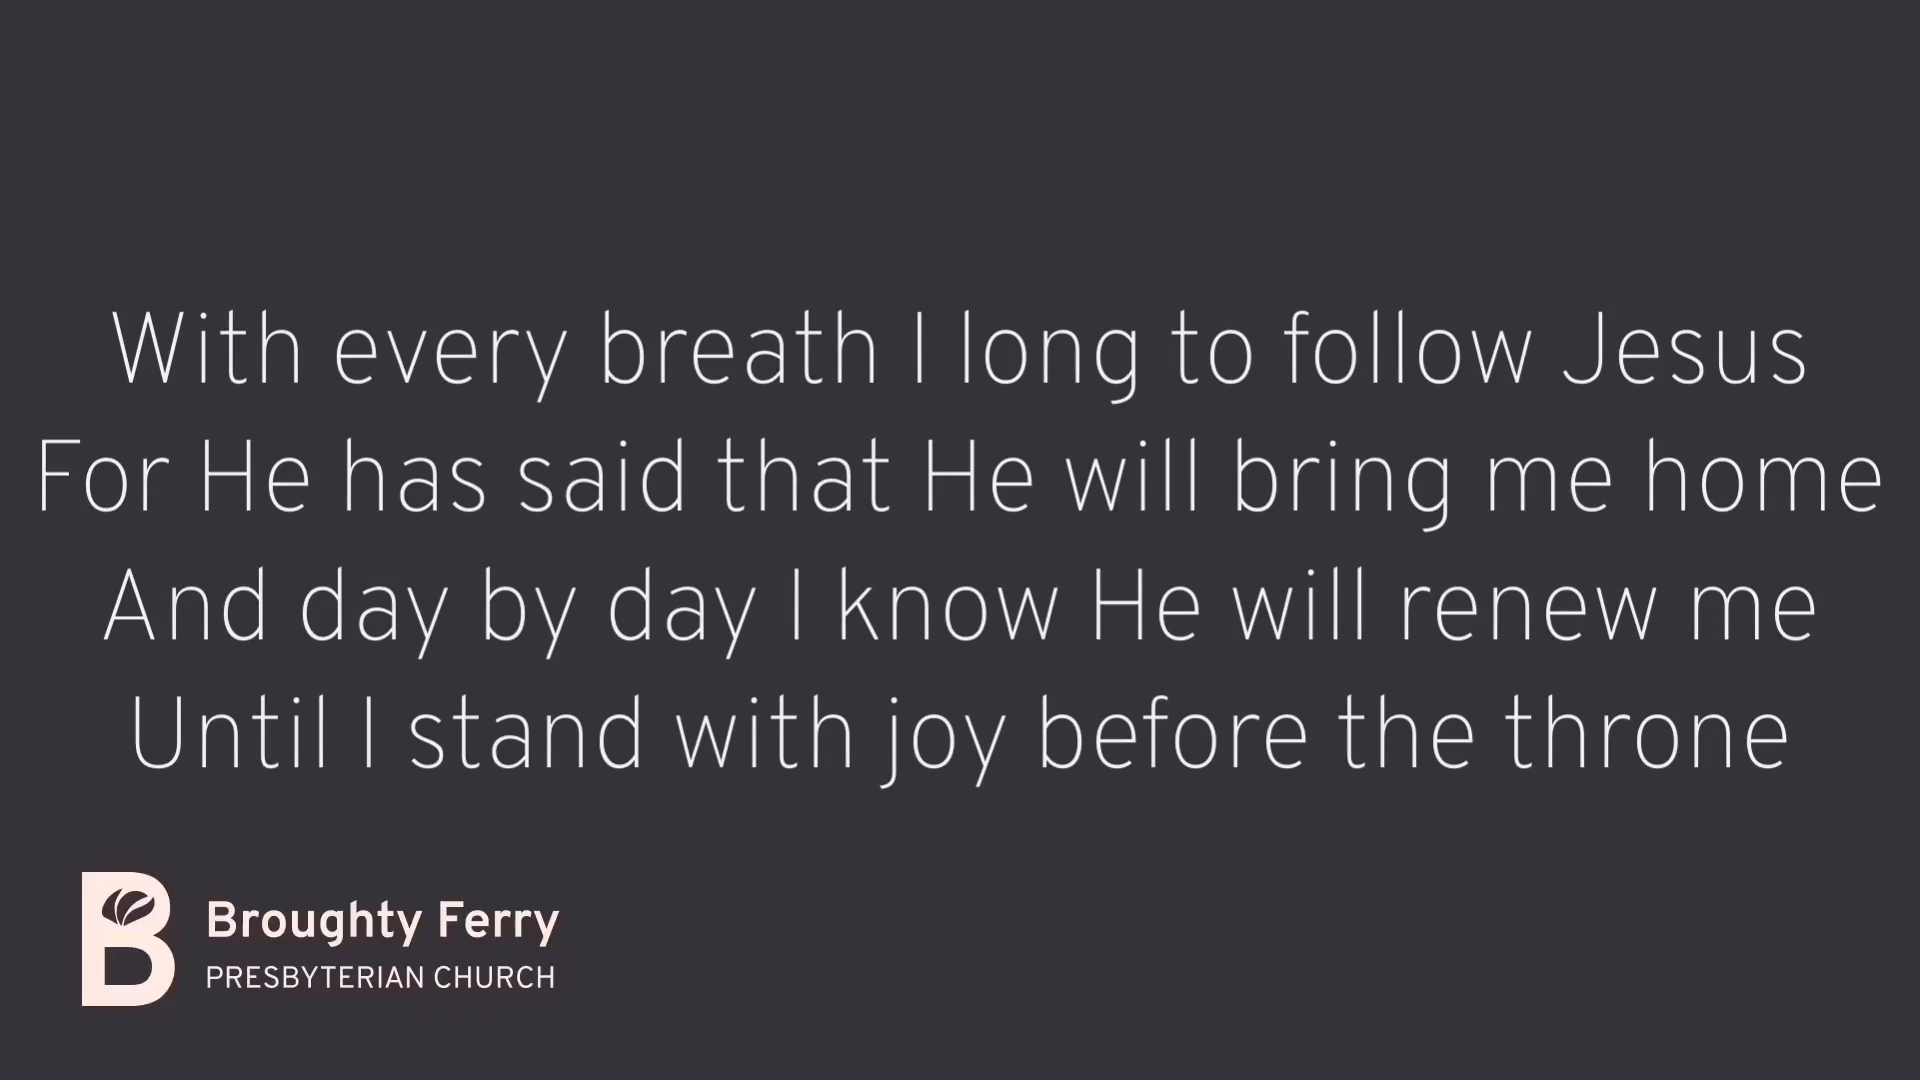 With every breath I long to follow Jesus
For He has said that He will bring me home
And day by day I know He will renew me
Until I stand with joy before the throne
Broughty Ferry
PRESBYTERIAN CHURCH